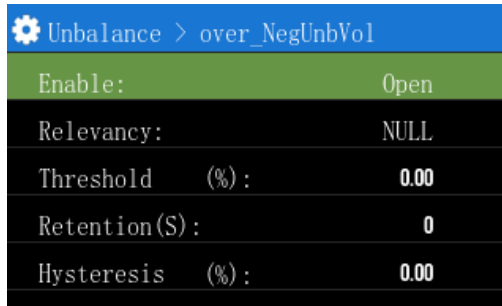 Unbalance > over_NegUnbVol
Enable: Open
Relevancy: NULL
Threshold (%): 0.00
Retention(S): 0
Hysteresis (%): 0.00